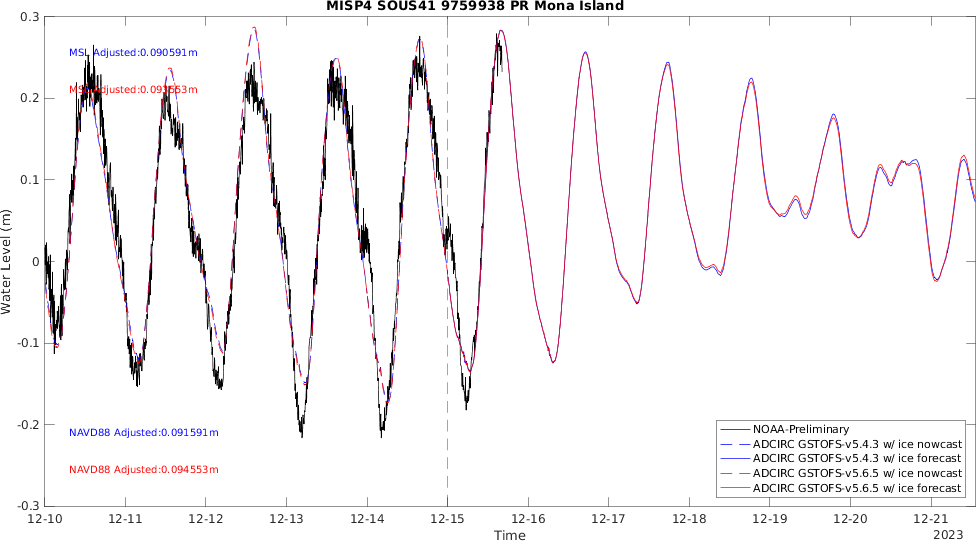 MISP4 SOUS41 9759938 PR Mona Island
0.3
0.2
0.1
0
-0.1
-0.2
-0.3
Water Level (m)
MSL Adjusted:0.090591m
MSL Adjusted:0.093553m
NAVD88 Adjusted:0.091591m
NAVD88 Adjusted:0.094553m
NOAA-Preliminary
ADCIRC GSTOFS-v5.4.3 w/ ice nowcast
ADCIRC GSTOFS-v5.4.3 w/ ice forecast
ADCIRC GSTOFS-v5.6.5 w/ ice nowcast
ADCIRC GSTOFS-v5.6.5 w/ ice forecast
12-10 12-11 12-12 12-13 12-14 12-15 12-16 12-17 12-18 12-19 12-20 12-21
Time
2023